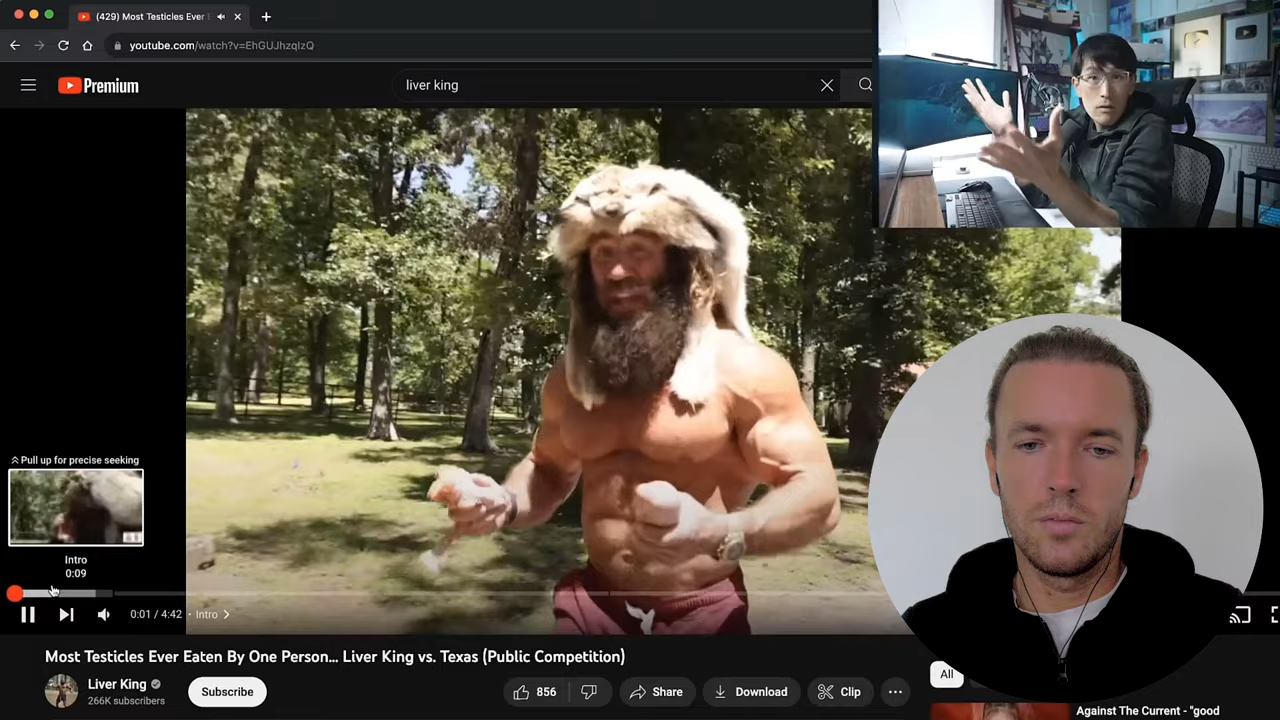 (429) Most Testicles Ever
youtube.com/watch?v=EhGUJhzqIzQ
Premium
liver king
Pull up for precise seeking
Intro
0:09
0:01 / 4:42 • Intro
Most Testicles Ever Eaten By One Person... Liver King vs. Texas (Public Competition)
Liver King
266K subscribers
Subscribe
856
Share
Download
Clip
All
Against The Current - "good